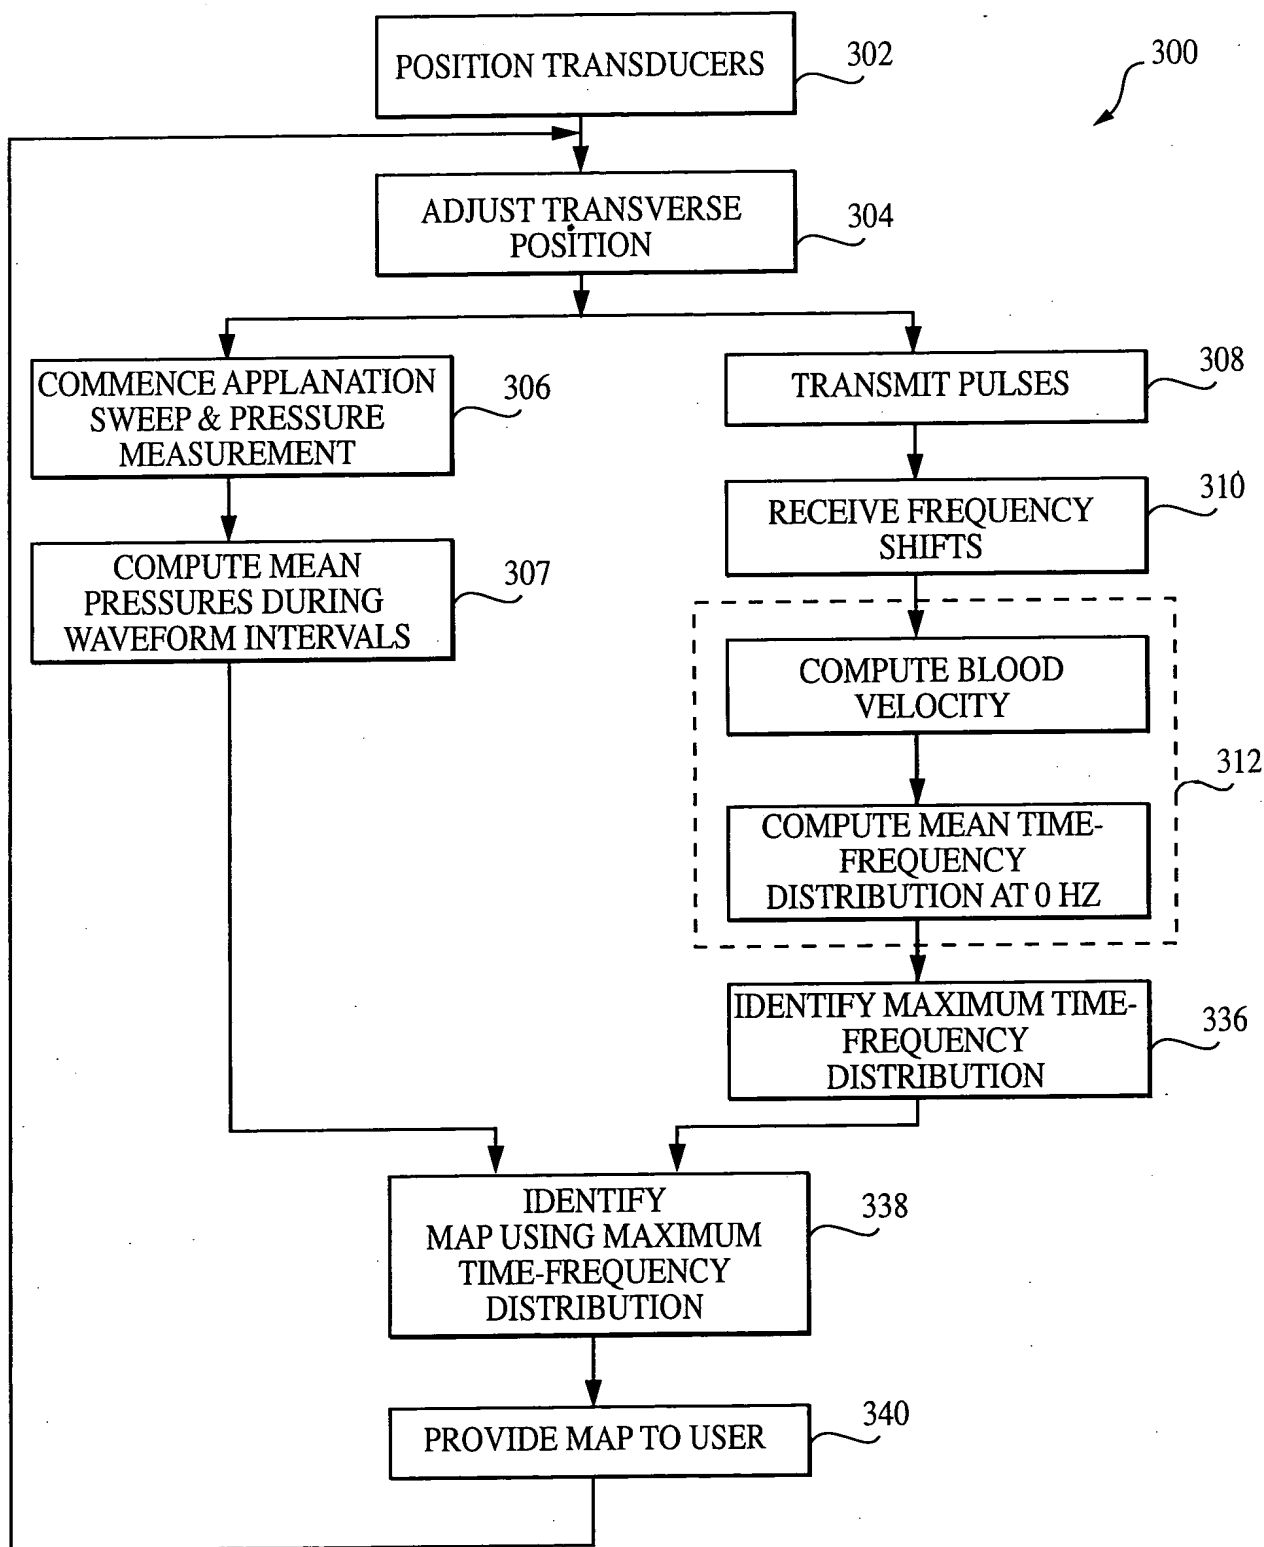 POSITION TRANSDUCERS
302
300
ADJUST TRANSVERSE
POSITION
304
COMMENCE APPLANATION
SWEEP & PRESSURE
MEASUREMENT
306
TRANSMIT PULSES
308
RECEIVE FREQUENCY
SHIFTS
310
COMPUTE MEAN
PRESSURES DURING
WAVEFORM INTERVALS
307
COMPUTE BLOOD
VELOCITY
312
COMPUTE MEAN TIME-
FREQUENCY
DISTRIBUTION AT 0 HZ
IDENTIFY MAXIMUM TIME-
FREQUENCY
DISTRIBUTION
336
IDENTIFY
MAP USING MAXIMUM
TIME-FREQUENCY
DISTRIBUTION
338
PROVIDE MAP TO USER
340